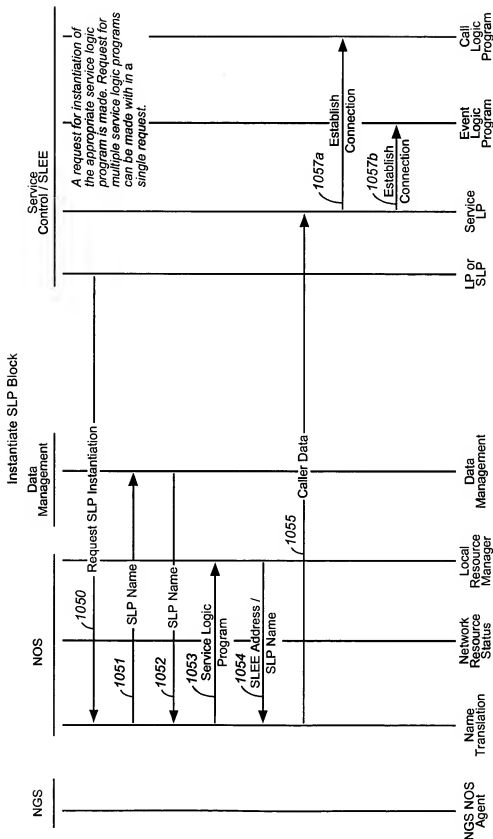 Instantiate SLP Block
NGS
NOS
Data
Management
Service
Control / SLEE
A request for instantiation of
the appropriate service logic
program is made. Request for
multiple service logic programs
can be made with in a
single request.
1050
Request SLP Instantiation
1051
SLP Name
1052
SLP Name
1053
Service Logic
Program
1054
SLEE Address /
SLP Name
1055
Caller Data
1057a
Establish
Connection
1057b
Establish
Connection
NGS NOS
Agent
Name
Translation
Network
Resource
Status
Local
Resource
Manager
Data
Management
LP or
SLP
Service
LP
Event
Logic
Program
Call
Logic
Program